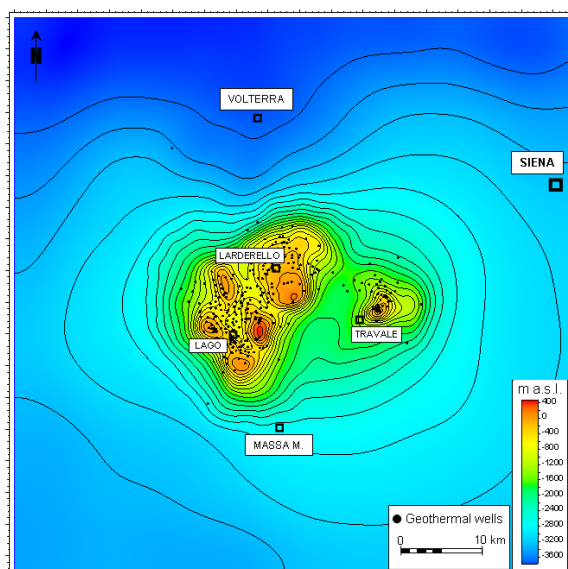 N
VOLTERRA
SIENA
LARDERELLO
LAGO
TRAVALE
MASSA M.
m a.s.l.
400
0
-400
-800
-1200
-1600
-2000
-2400
-2800
-3200
-3600
Geothermal wells
0 10 km